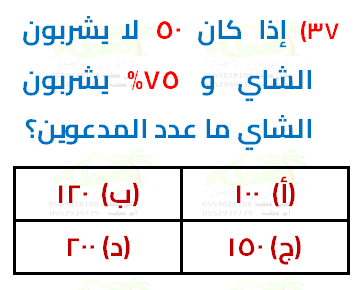 ٣٧) إذا كان ٥٠ لا يشربون
الشاي و ٧٥% يشربون
الشاي ما عدد المدعوين؟
(أ) ١٠٠ (ب) ١٢٠
(ج) ١٥٠ (د) ٢٠٠